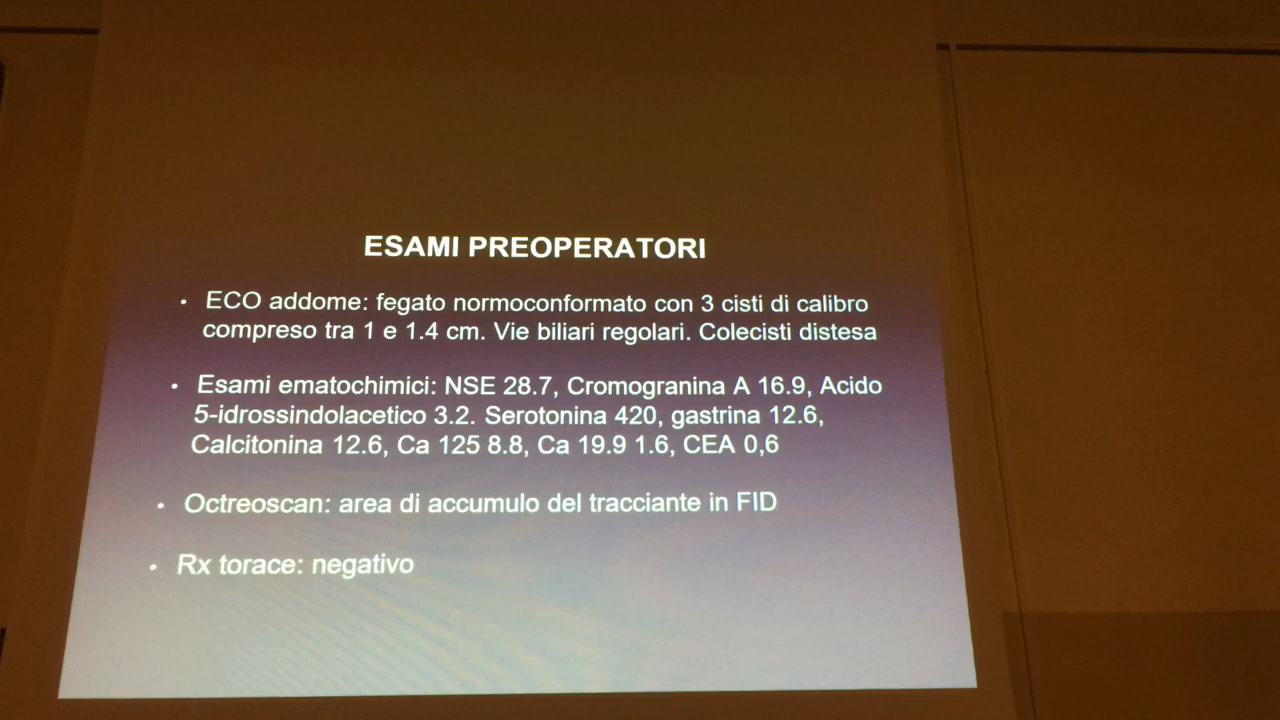 ESAMI PREOPERATORI
• ECO addome: fegato normoconformato con 3 cisti di calibro
compreso tra 1 e 1.4 cm. Vie biliari regolari. Colecisti distesa
• Esami ematochimici: NSE 28.7, Cromogranina A 16.9, Acido
5-idrossindolacetico 3.2. Serotonina 420, gastrina 12.6,
Calcitonina 12.6, Ca 125 8.8, Ca 19.9 1.6, CEA 0,6
• Octreoscan: area di accumulo del tracciante in FID
• Rx torace: negativo